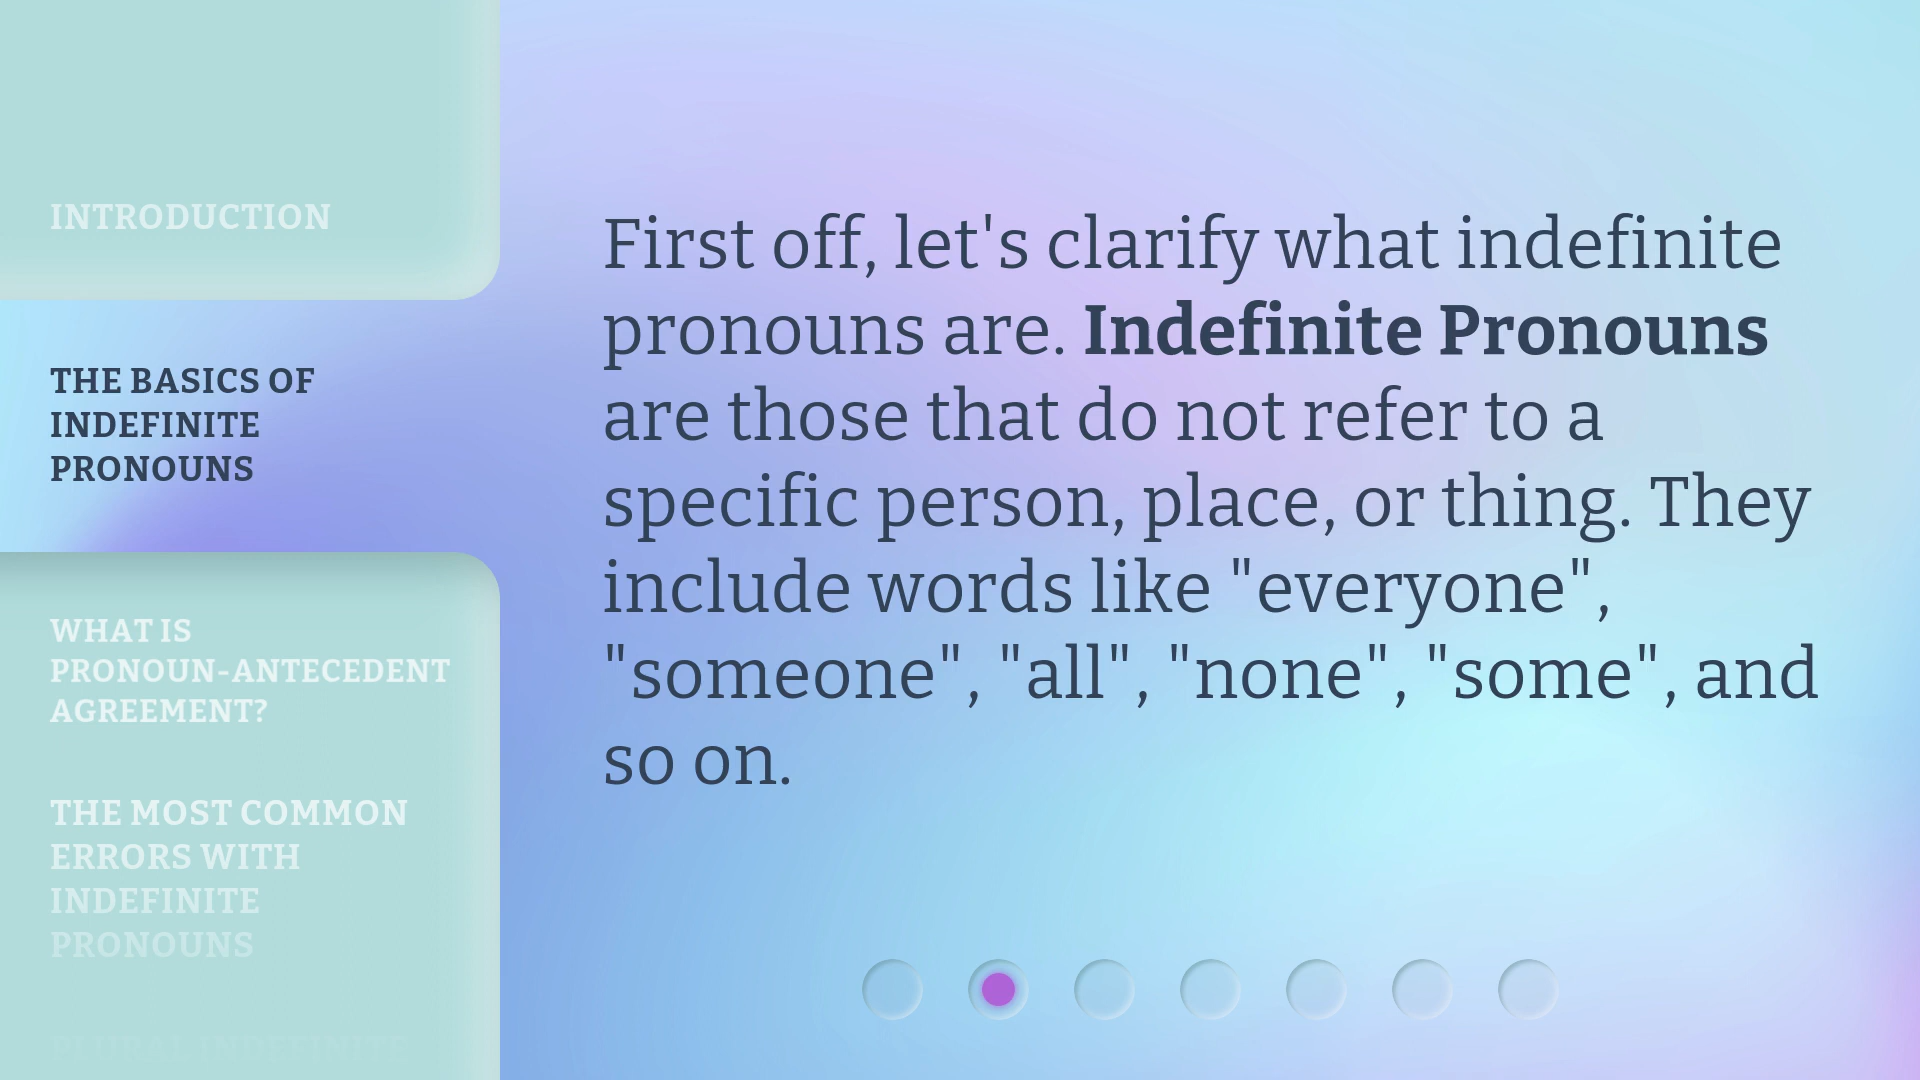 INTRODUCTION
THE BASICS OF
INDEFINITE
PRONOUNS
WHAT IS
PRONOUN-ANTECEDENT
AGREEMENT?
THE MOST COMMON
ERRORS WITH
INDEFINITE
PRONOUNS
PLURAL INDEFINITE
First off, let's clarify what indefinite
pronouns are. Indefinite Pronouns
are those that do not refer to a
specific person, place, or thing. They
include words like "everyone",
"someone", "all", "none", "some", and
so on.